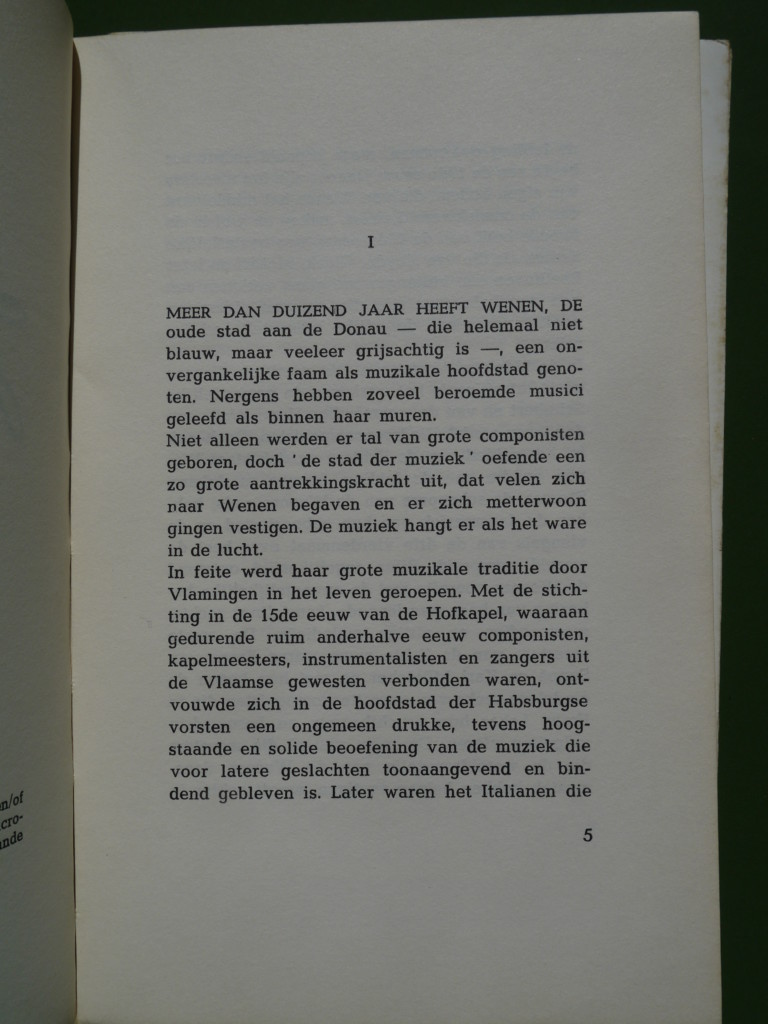 I
MEER DAN DUIZEND JAAR HEEFT WENEN, DE
oude stad aan de Donau — die helemaal niet
blauw, maar veeleer grijsachtig is —, een on-
vergankelijke faam als muzikale hoofdstad geno-
ten. Nergens hebben zoveel beroemde musici
geleefd als binnen haar muren.
Niet alleen werden er tal van grote componisten
geboren, doch 'de stad der muziek' oefende een
zo grote aantrekkingskracht uit, dat velen zich
naar Wenen begaven en er zich metterwoon
gingen vestigen. De muziek hangt er als het ware
in de lucht.
In feite werd haar grote muzikale traditie door
Vlamingen in het leven geroepen. Met de stich-
ting in de 15de eeuw van de Hofkapel, waaraan
gedurende ruim anderhalve eeuw componisten,
kapelmeesters, instrumentalisten en zangers uit
de Vlaamse gewesten verbonden waren, ont-
vouwde zich in de hoofdstad der Habsburgse
vorsten een ongemeen drukke, tevens hoog-
staande en solide beoefening van de muziek die
voor latere geslachten toonaangevend en bin-
dend gebleven is. Later waren het Italianen die
5
en/of
cro-